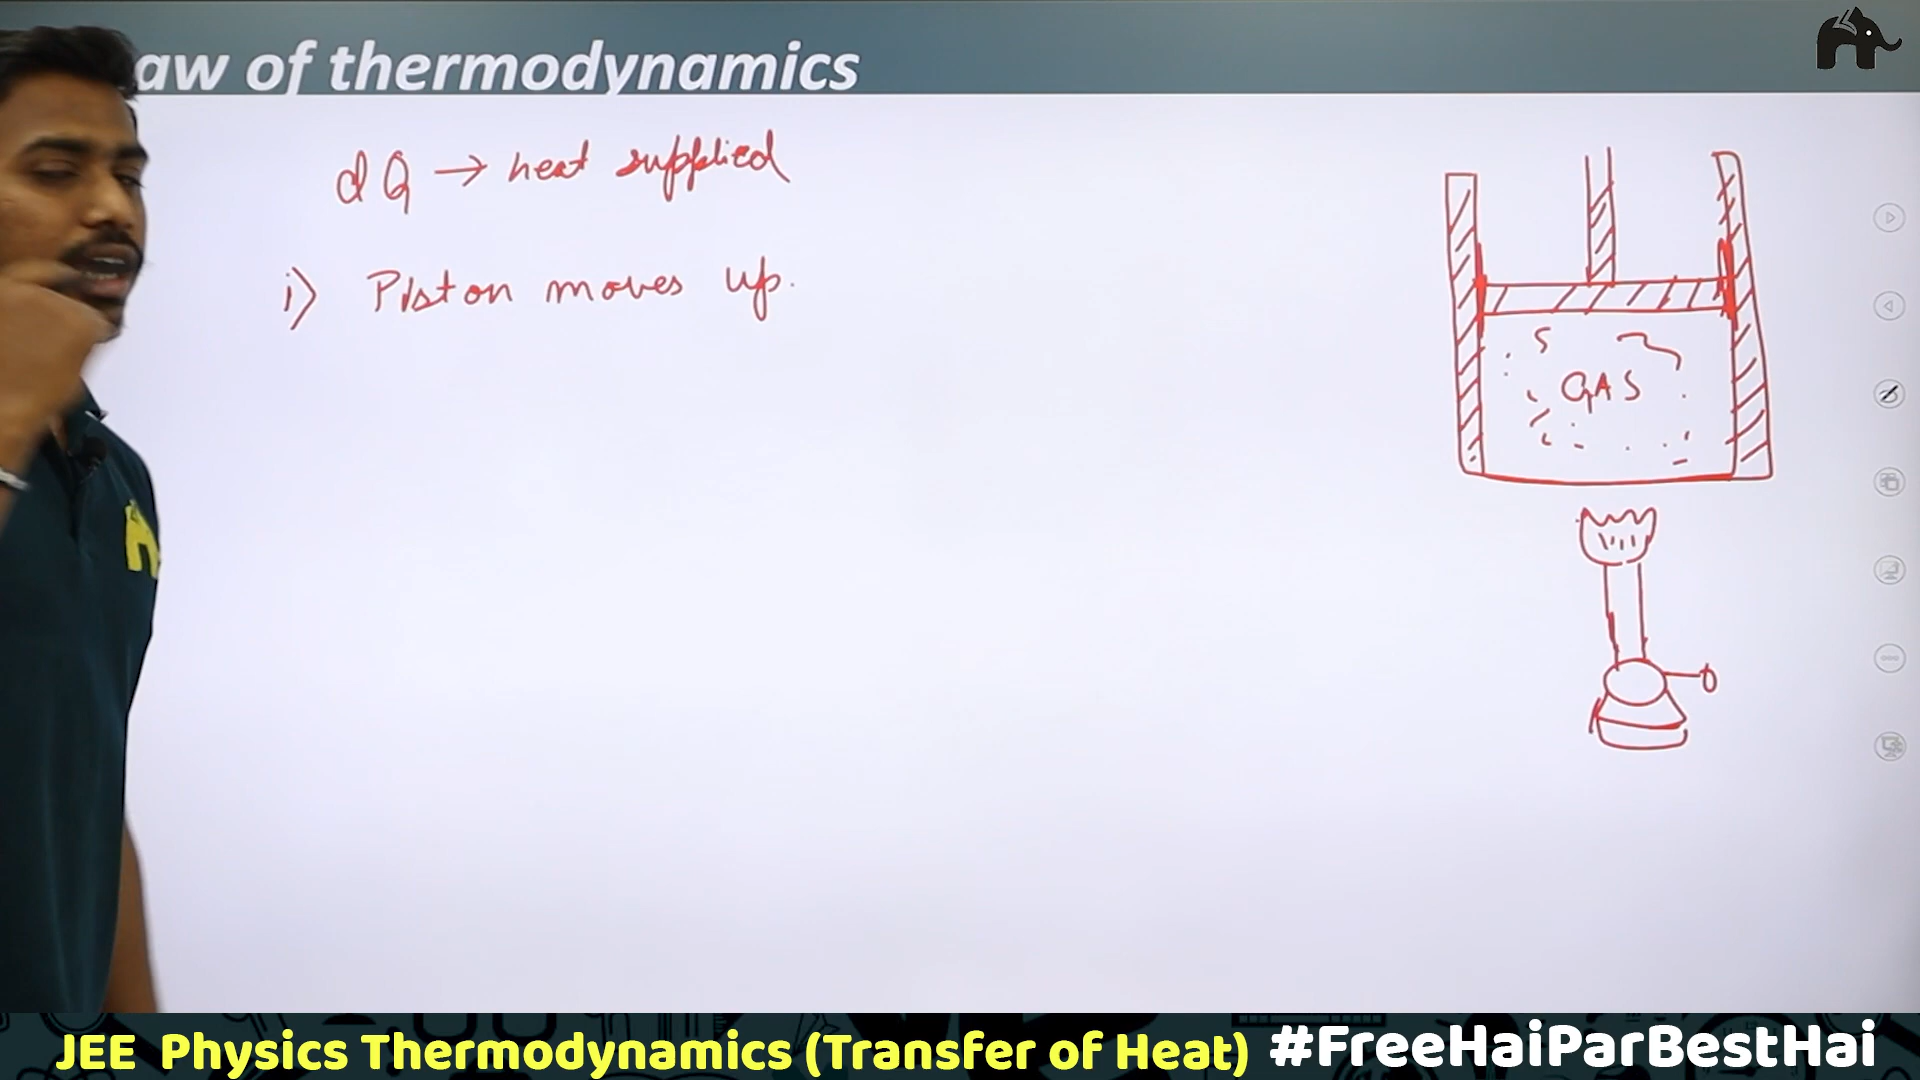 aw of thermodynamics
dQ → heat supplied
i) Piston moves up.
GAS
JEE Physics Thermodynamics (Transfer of Heat) #FreeHaiParBestHai